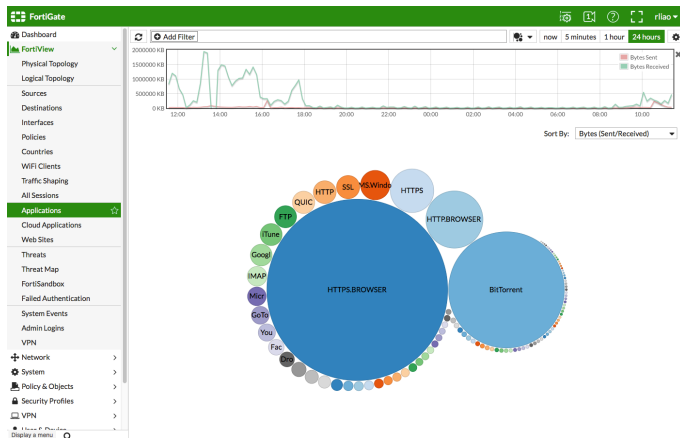 FortiGate
rliao
Dashboard
FortiView
Physical Topology
Logical Topology
Sources
Destinations
Interfaces
Policies
Countries
WiFi Clients
Traffic Shaping
All Sessions
Applications
Cloud Applications
Web Sites
Threats
Threat Map
FortiSandbox
Failed Authentication
System Events
Admin Logins
VPN
Network
System
Policy & Objects
Security Profiles
VPN
User & Device
Display a menu
Add Filter
now 5 minutes 1 hour 24 hours
2000000 KB
1500000 KB
1000000 KB
500000 KB
0 KB
12:00 14:00 16:00 18:00 20:00 22:00 00:00 02:00 04:00 06:00 08:00 10:00
Bytes Sent
Bytes Received
Sort By: Bytes (Sent/Received)
HTTPS.BROWSER
BitTorrent
HTTP.BROWSER
HTTPS
MS.Windo
SSL
HTTP
QUIC
FTP
iTune
Googl
IMAP
Micr
GoTo
You
Fac
Dro